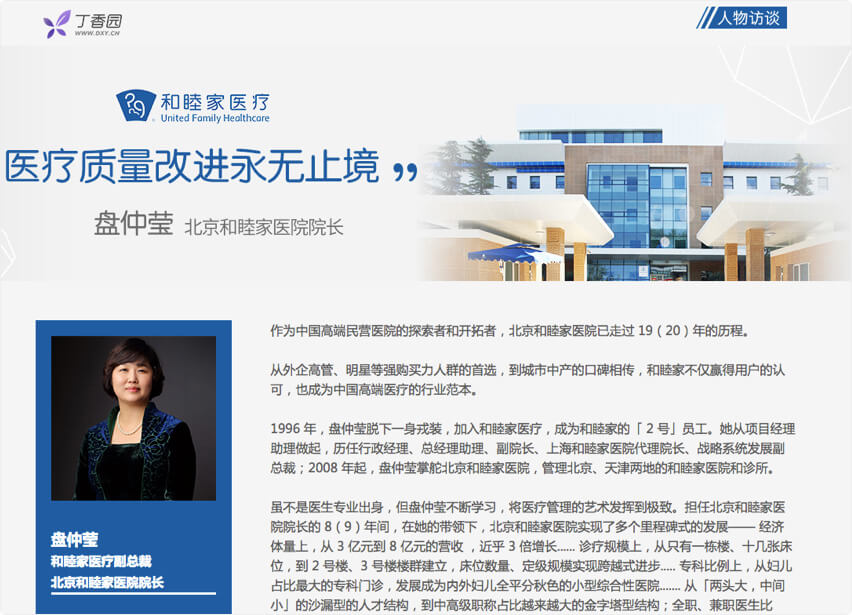 丁香园
WWW.DXY.CN
人物访谈
和睦家医疗
United Family Healthcare
医疗质量改进永无止境 ”
盘仲莹 北京和睦家医院院长
作为中国高端民营医院的探索者和开拓者，北京和睦家医院已走过 19（20）年的历程。
从外企高管、明星等强购买力人群的首选，到城市中产的口碑相传，和睦家不仅赢得用户的认
可，也成为中国高端医疗的行业范本。
1996 年，盘仲莹脱下一身戎装，加入和睦家医疗，成为和睦家的「 2 号」员工。她从项目经理
助理做起，历任行政经理、总经理助理、副院长、上海和睦家医院代理院长、战略系统发展副
总裁；2008 年起，盘仲莹掌舵北京和睦家医院，管理北京、天津两地的和睦家医院和诊所。
虽不是医生专业出身，但盘仲莹不断学习，将医疗管理的艺术发挥到极致。担任北京和睦家医
院院长的 8（9）年间，在她的带领下，北京和睦家医院实现了多个里程碑式的发展—— 经济
体量上，从 3 亿元到 8 亿元的营收 ，近乎 3 倍增长...... 诊疗规模上，从只有一栋楼、十几张床
位，到 2 号楼、3 号楼楼群建立，床位数量、定级规模实现跨越式进步..... 专科比例上，从妇儿
占比最大的专科门诊，发展成为内外妇儿全平分秋色的小型综合性医院....... 从「两头大，中间
小」的沙漏型的人才结构，到中高级职称占比越来越大的金字塔型结构；全职、兼职医生比
盘仲莹
和睦家医疗副总裁
北京和睦家医院院长